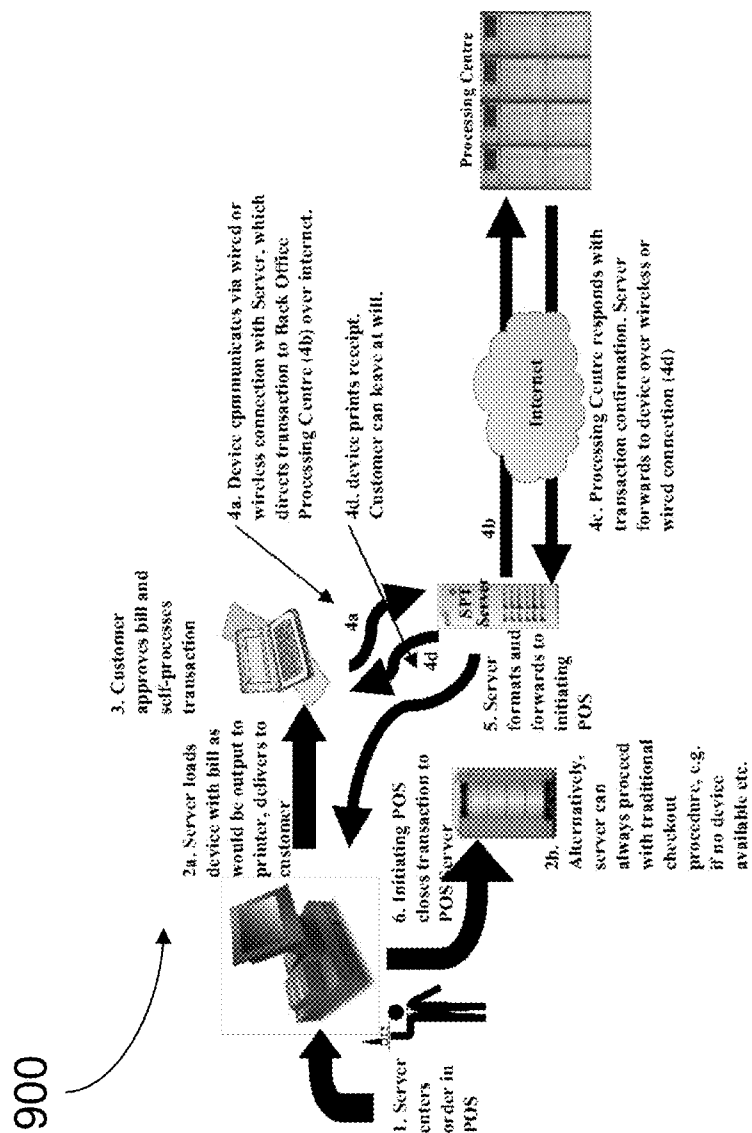 900
1. Server
enters
order in
POS
2a. Server loads
device with bill as
would be output to
printer, delivers to
customer
3. Customer
approves bill and
self-processes
transaction
4a. Device communicates via wired or
wireless connection with Server, which
directs transaction to Back Office
Processing Centre (4b) over internet.
4d. device prints receipt.
Customer can leave at will.
4a
4d
SPT
Server
4b
Internet
Processing Centre
4c. Processing Centre responds with
transaction confirmation. Server
forwards to device over wireless or
wired connection (4d)
5. Server
formats and
forwards to
initiating
POS
6. Initiating POS
closes transaction to
POS Server
2b.
Alternatively,
server can
always proceed
with traditional
checkout
procedure, e.g.
if no device
available etc.